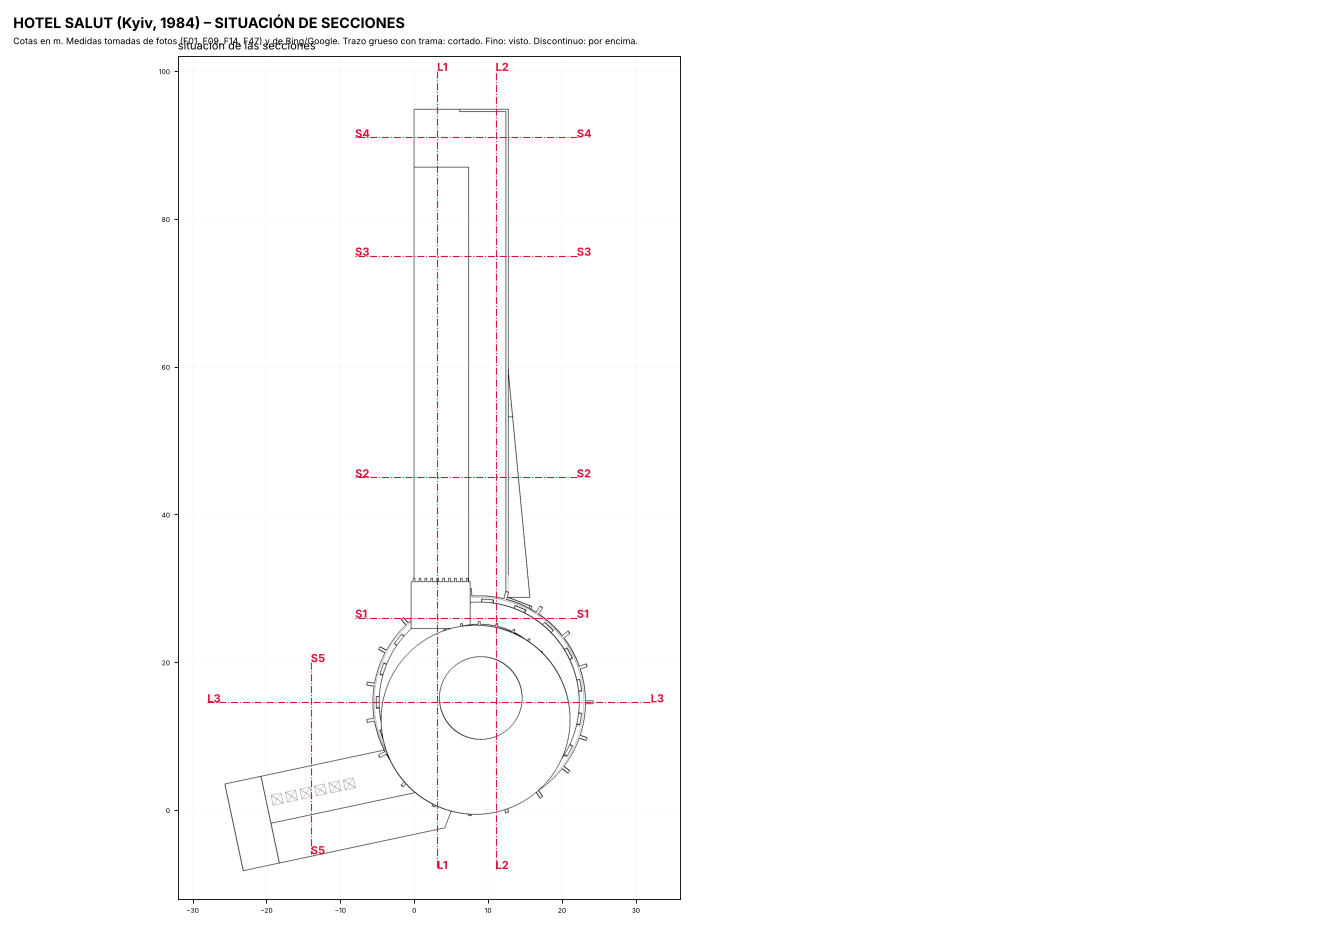 HOTEL SALUT (Kyiv, 1984) – SITUACIÓN DE SECCIONES
Cotas en m. Medidas tomadas de fotos (F01, F09, F14, F47) y de Bing/Google. Trazo grueso con trama: cortado. Fino: visto. Discontinuo: por encima.
situación de las secciones
L1 L2
100
S4 S4
80
S3 S3
60
S2 S2
40
S1 S1
20
S5
L3 L3
0
S5
L1 L2
−30 −20 −10 0 10 20 30